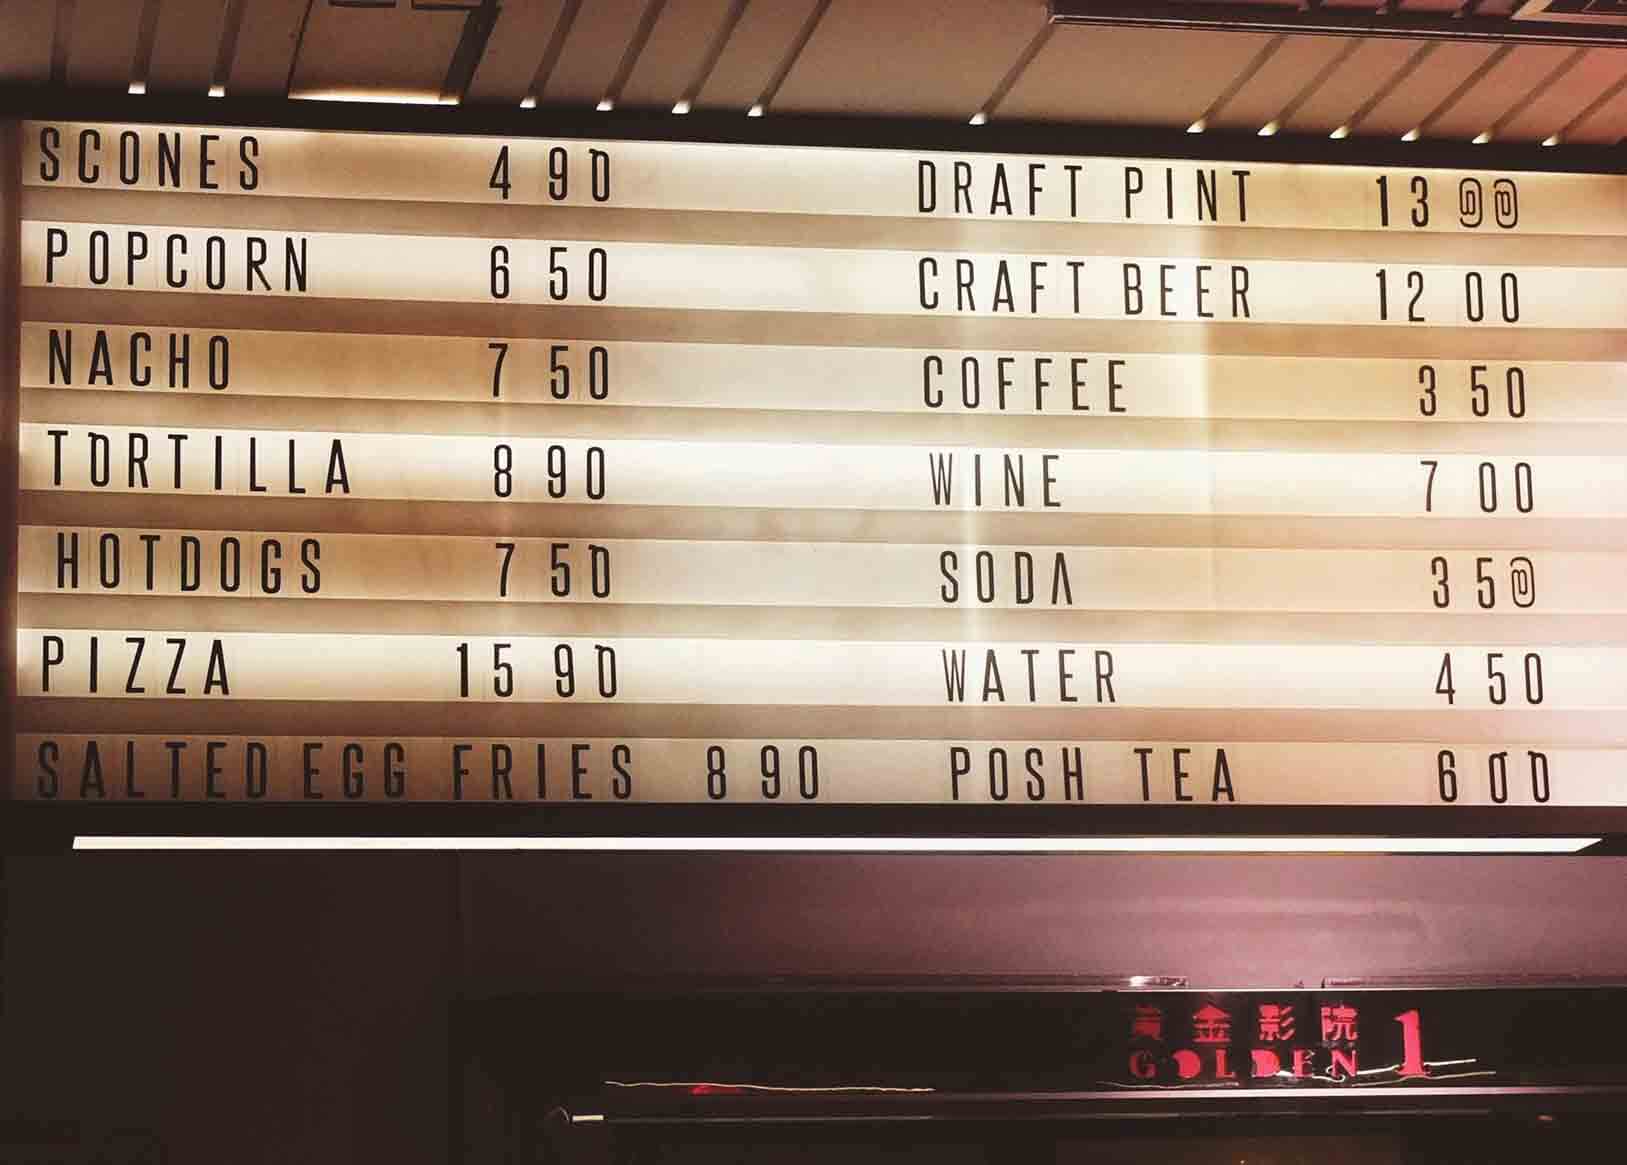 SCONES 4 90
POPCORN 6 50
NACHO 7 50
TORTILLA 8 90
HOTDOGS 7 50
PIZZA 15 90
SALTED EGG FRIES 8 90
DRAFT PINT 13 00
CRAFT BEER 12 00
COFFEE 3 50
WINE 7 00
SODA 3 50
WATER 4 50
POSH TEA 6 00
黃金影院 1
GOLDEN